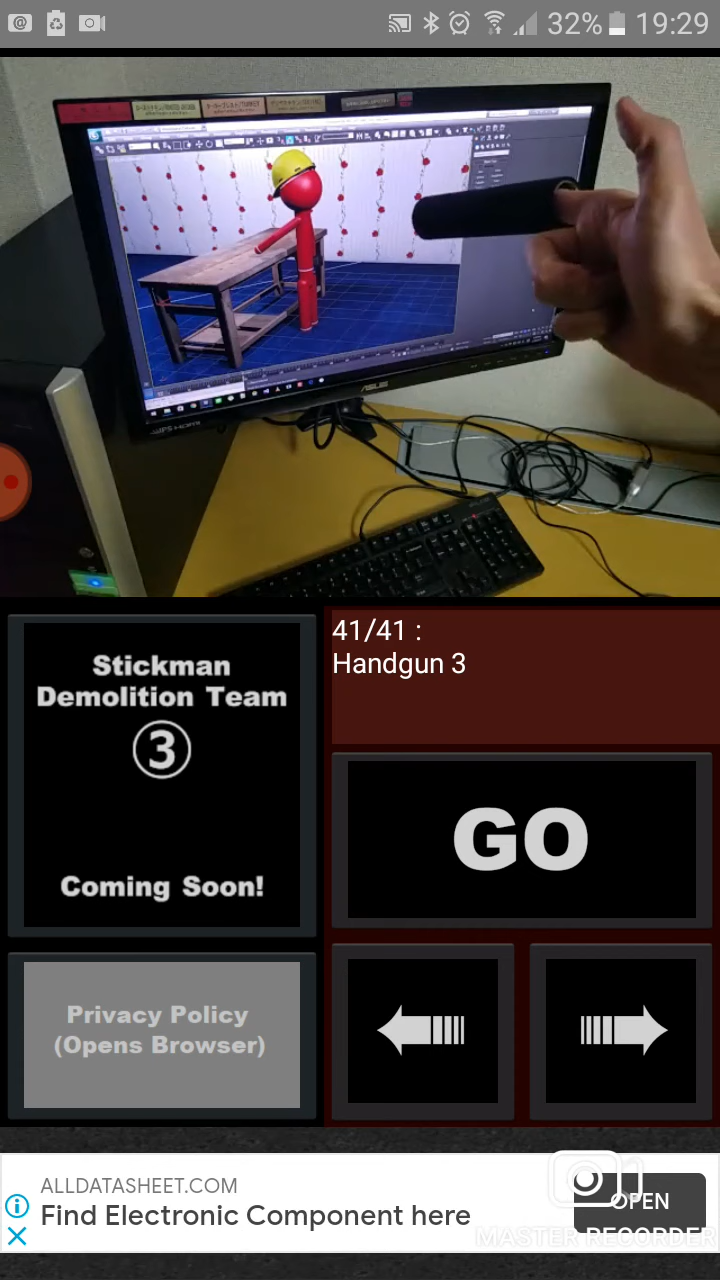 32% 19:29
ASUS
41/41 :
Handgun 3
Stickman
Demolition Team
3
Coming Soon!
GO
Privacy Policy
(Opens Browser)
ALLDATASHEET.COM
Find Electronic Component here
OPEN
MASTER RECORDER